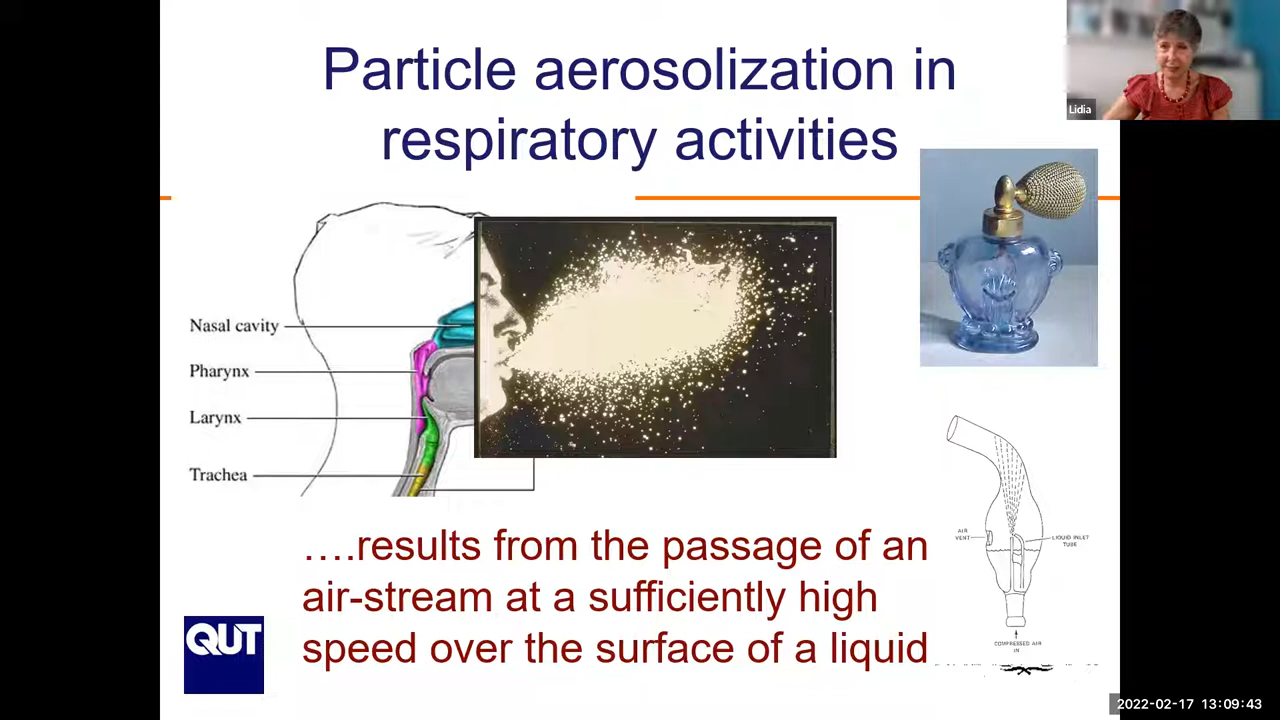 Particle aerosolization in
respiratory activities
Lidia
Nasal cavity
Pharynx
Larynx
Trachea
AIR
VENT
LIQUID INLET
TUBE
COMPRESSED AIR
IN
….results from the passage of an
air-stream at a sufficiently high
speed over the surface of a liquid
QUT
2022-02-17 13:09:43